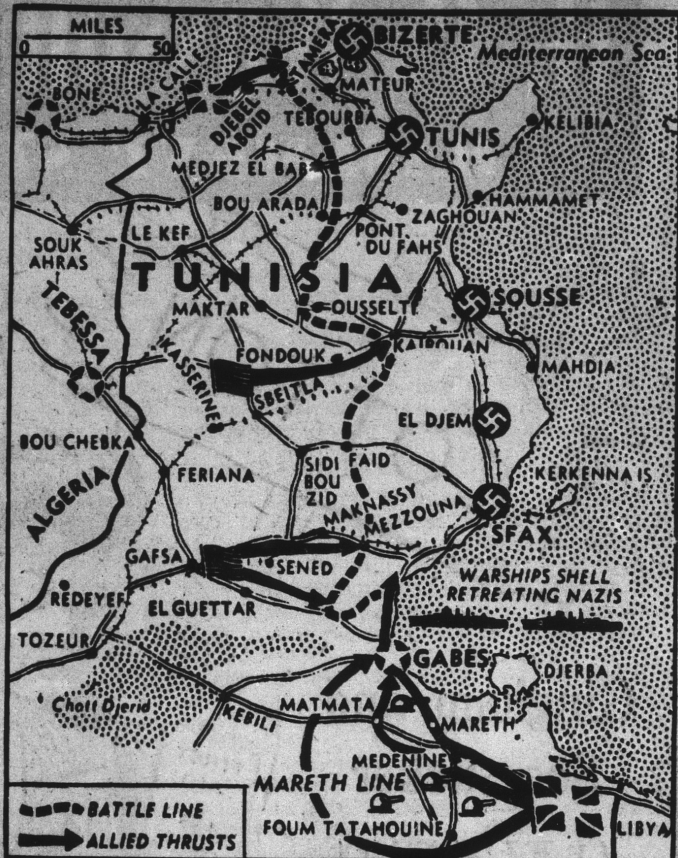 MILES
0 50
BIZERTE
Mediterranean Sea
BONE
LA CALLE
TAMERA
MATEUR
DJEBEL
ABOID
TEBOURBA
TUNIS
KELIBIA
MEDJEZ EL BAB
HAMMAMET
BOU ARADA
ZAGHOUAN
PONT
DU FAHS
SOUK
AHRAS
LE KEF
TUNISIA
OUSSELTI
SOUSSE
MAKTAR
TEBESSA
KASSERINE
FONDOUK
KAIROUAN
MAHDIA
SBEITLA
EL DJEM
BOU CHEBKA
FERIANA
SIDI
BOU
ZID
FAID
KERKENNA IS
ALGERIA
MAKNASSY
MEZZOUNA
SFAX
GAFSA
SENED
WARSHIPS SHELL
RETREATING NAZIS
REDEYEF
EL GUETTAR
TOZEUR
GABES
DJERBA
Chott Djerid
KEBILI
MATMATA
MARETH
MEDENINE
MARETH LINE
BATTLE LINE
ALLIED THRUSTS
FOUM TATAHOUINE
LIBYA